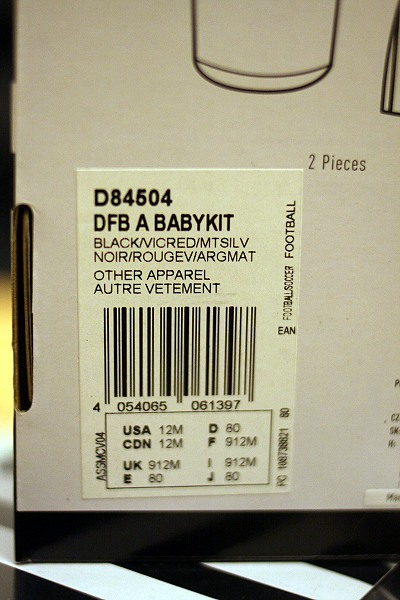 2 Pieces
D84504
DFB A BABYKIT
BLACK/VICRED/MTSILV
NOIR/ROUGEV/ARGMAT
OTHER APPAREL
AUTRE VETEMENT
FOOTBALL/SOCCER FOOTBALL
EAN
4 054065 061397
USA 12M D 80
CDN 12M F 912M
UK 912M I 912M
E 80 J 80